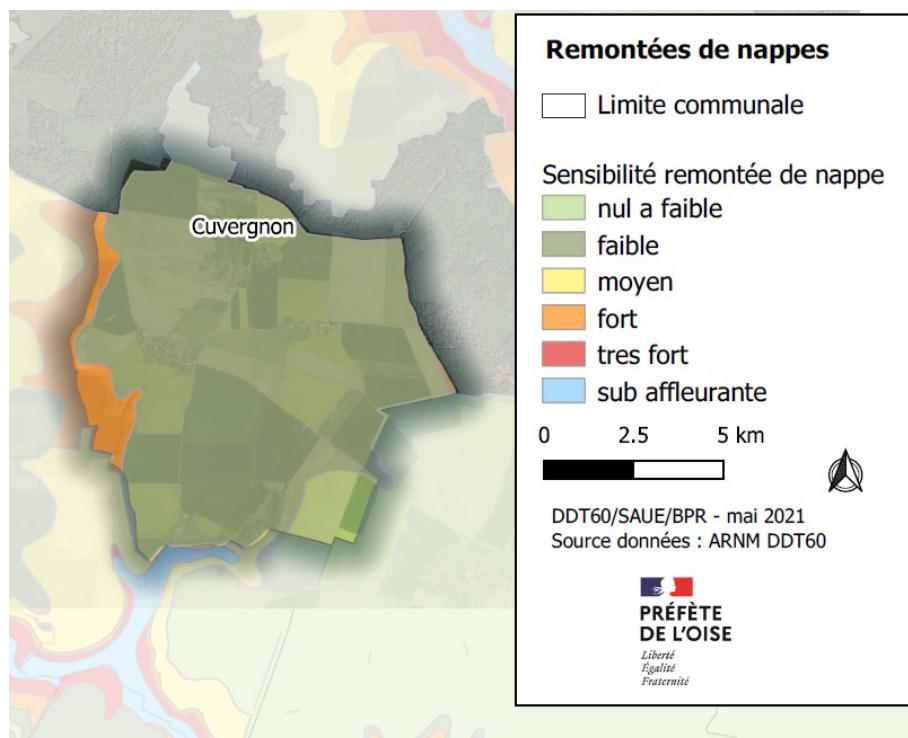 Cuvergnon
Remontées de nappes
Limite communale
Sensibilité remontée de nappe
nul a faible
faible
moyen
fort
tres fort
sub affleurante
0 2.5 5 km
DDT60/SAUE/BPR - mai 2021
Source données : ARNM DDT60
PRÉFÈTE
DE L'OISE
Liberté
Égalité
Fraternité